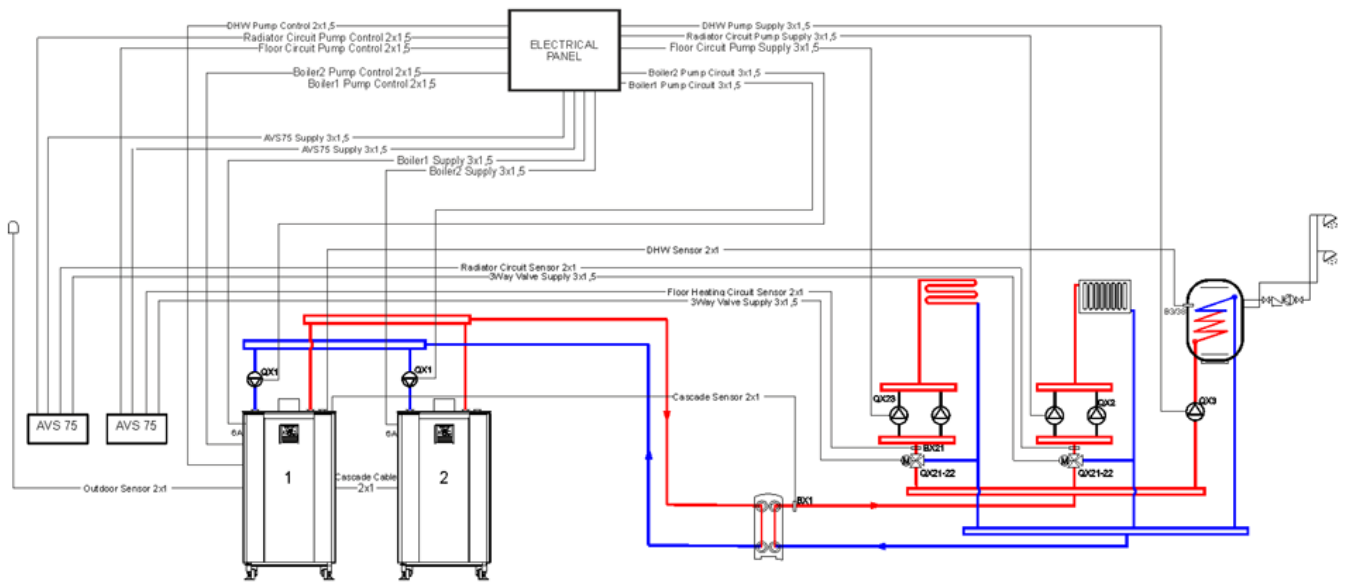 DHW Pump Control 2x1,5
Radiator Circuit Pump Control 2x1,5
Floor Circuit Pump Control 2x1,5
Boiler2 Pump Control 2x1,5
Boiler1 Pump Control 2x1,5
ELECTRICAL
PANEL
DHW Pump Supply 3x1,5
Radiator Circuit Pump Supply 3x1,5
Floor Circuit Pump Supply 3x1,5
Boiler2 Pump Circuit 3x1,5
Boiler1 Pump Circuit 3x1,5
AVS75 Supply 3x1,5
AVS75 Supply 3x1,5
Boiler1 Supply 3x1,5
Boiler2 Supply 3x1,5
DHW Sensor 2x1
Radiator Circuit Sensor 2x1
3Way Valve Supply 3x1,5
Floor Heating Circuit Sensor 2x1
3Way Valve Supply 3x1,5
B3/38
QX1
QX1
Cascade Sensor 2x1
QX23
QX2
QX3
AVS 75
AVS 75
6A
6A
BX21
M
M
QX21-22
QX21-22
1
2
Cascade Cable
2x1
Outdoor Sensor 2x1
BX1